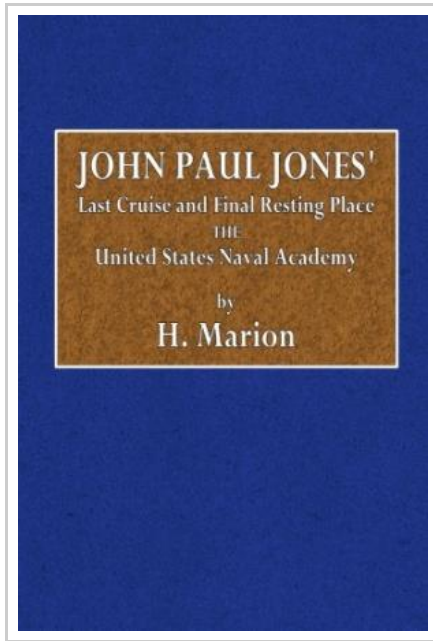 JOHN PAUL JONES'
Last Cruise and Final Resting Place
THE
United States Naval Academy
by
H. Marion